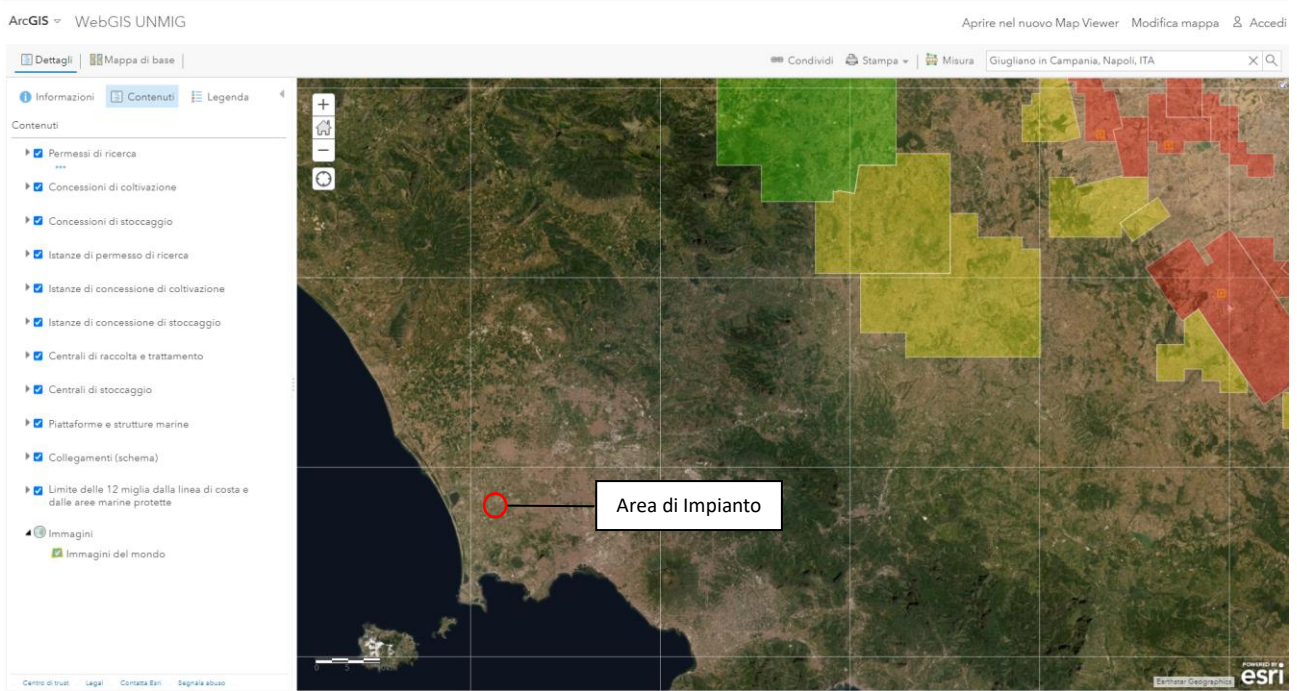 ArcGIS WebGIS UNMIG
Aprire nel nuovo Map Viewer Modifica mappa Accedi
Dettagli Mappa di base
Condividi Stampa Misura Giugliano in Campania, Napoli, ITA
Informazioni Contenuti Legenda
Contenuti
Permessi di ricerca
Concessioni di coltivazione
Concessioni di stoccaggio
Istanze di permesso di ricerca
Istanze di concessione di coltivazione
Istanze di concessione di stoccaggio
Centrali di raccolta e trattamento
Centrali di stoccaggio
Piattaforme e strutture marine
Collegamenti (schema)
Limite delle 12 miglia dalla linea di costa e
dalle aree marine protette
Immagini
Immagini del mondo
Area di Impianto
0 5
Centro di trust Legal Contatta Esri Segnala abuso
Earthstar Geographics
POWERED BY
esri